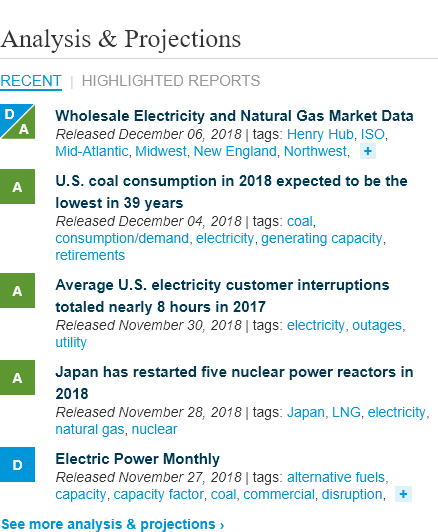 Analysis & Projections
RECENT | HIGHLIGHTED REPORTS
D
A
Wholesale Electricity and Natural Gas Market Data
Released December 06, 2018 | tags: Henry Hub, ISO,
Mid-Atlantic, Midwest, New England, Northwest, +
A
U.S. coal consumption in 2018 expected to be the
lowest in 39 years
Released December 04, 2018 | tags: coal,
consumption/demand, electricity, generating capacity,
retirements
A
Average U.S. electricity customer interruptions
totaled nearly 8 hours in 2017
Released November 30, 2018 | tags: electricity, outages,
utility
A
Japan has restarted five nuclear power reactors in
2018
Released November 28, 2018 | tags: Japan, LNG, electricity,
natural gas, nuclear
D
Electric Power Monthly
Released November 27, 2018 | tags: alternative fuels,
capacity, capacity factor, coal, commercial, disruption, +
See more analysis & projections ›